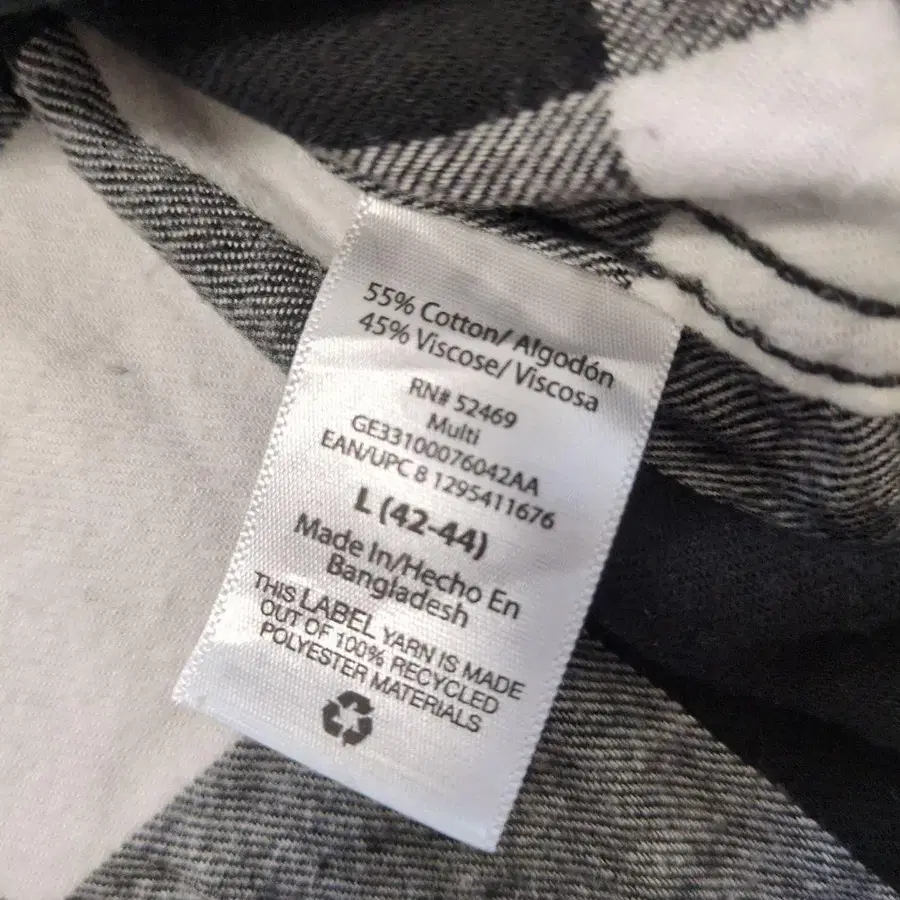 55% Cotton/ Algodón
45% Viscose/ Viscosa
RN# 52469
Multi
GE33100076042AA
EAN/UPC 8 1295411676
L (42-44)
Made In/Hecho En
Bangladesh
THIS LABEL YARN IS MADE
OUT OF 100% RECYCLED
POLYESTER MATERIALS